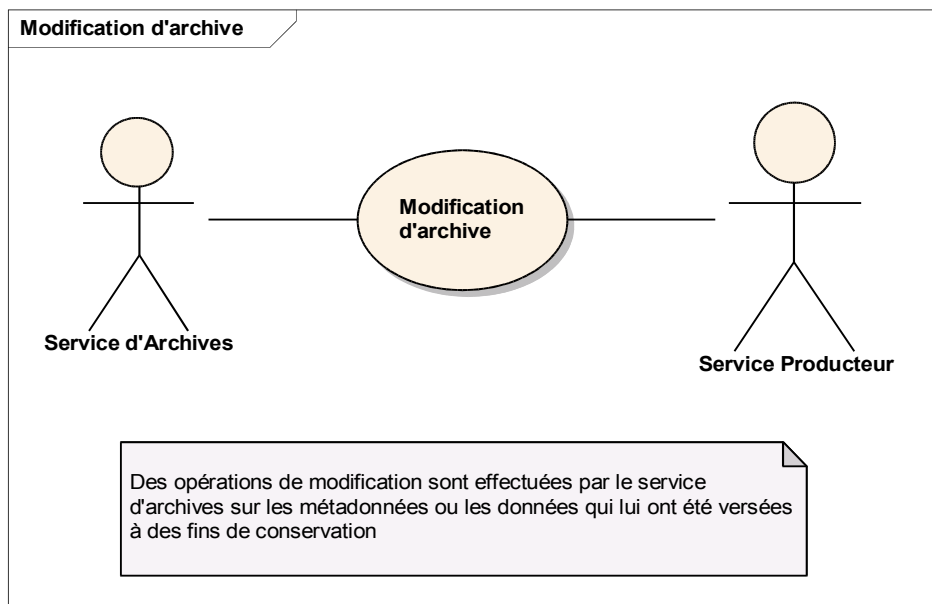 Modification d'archive
Modification
d'archive
Service d'Archives
Service Producteur
Des opérations de modification sont effectuées par le service
d'archives sur les métadonnées ou les données qui lui ont été versées
à des fins de conservation